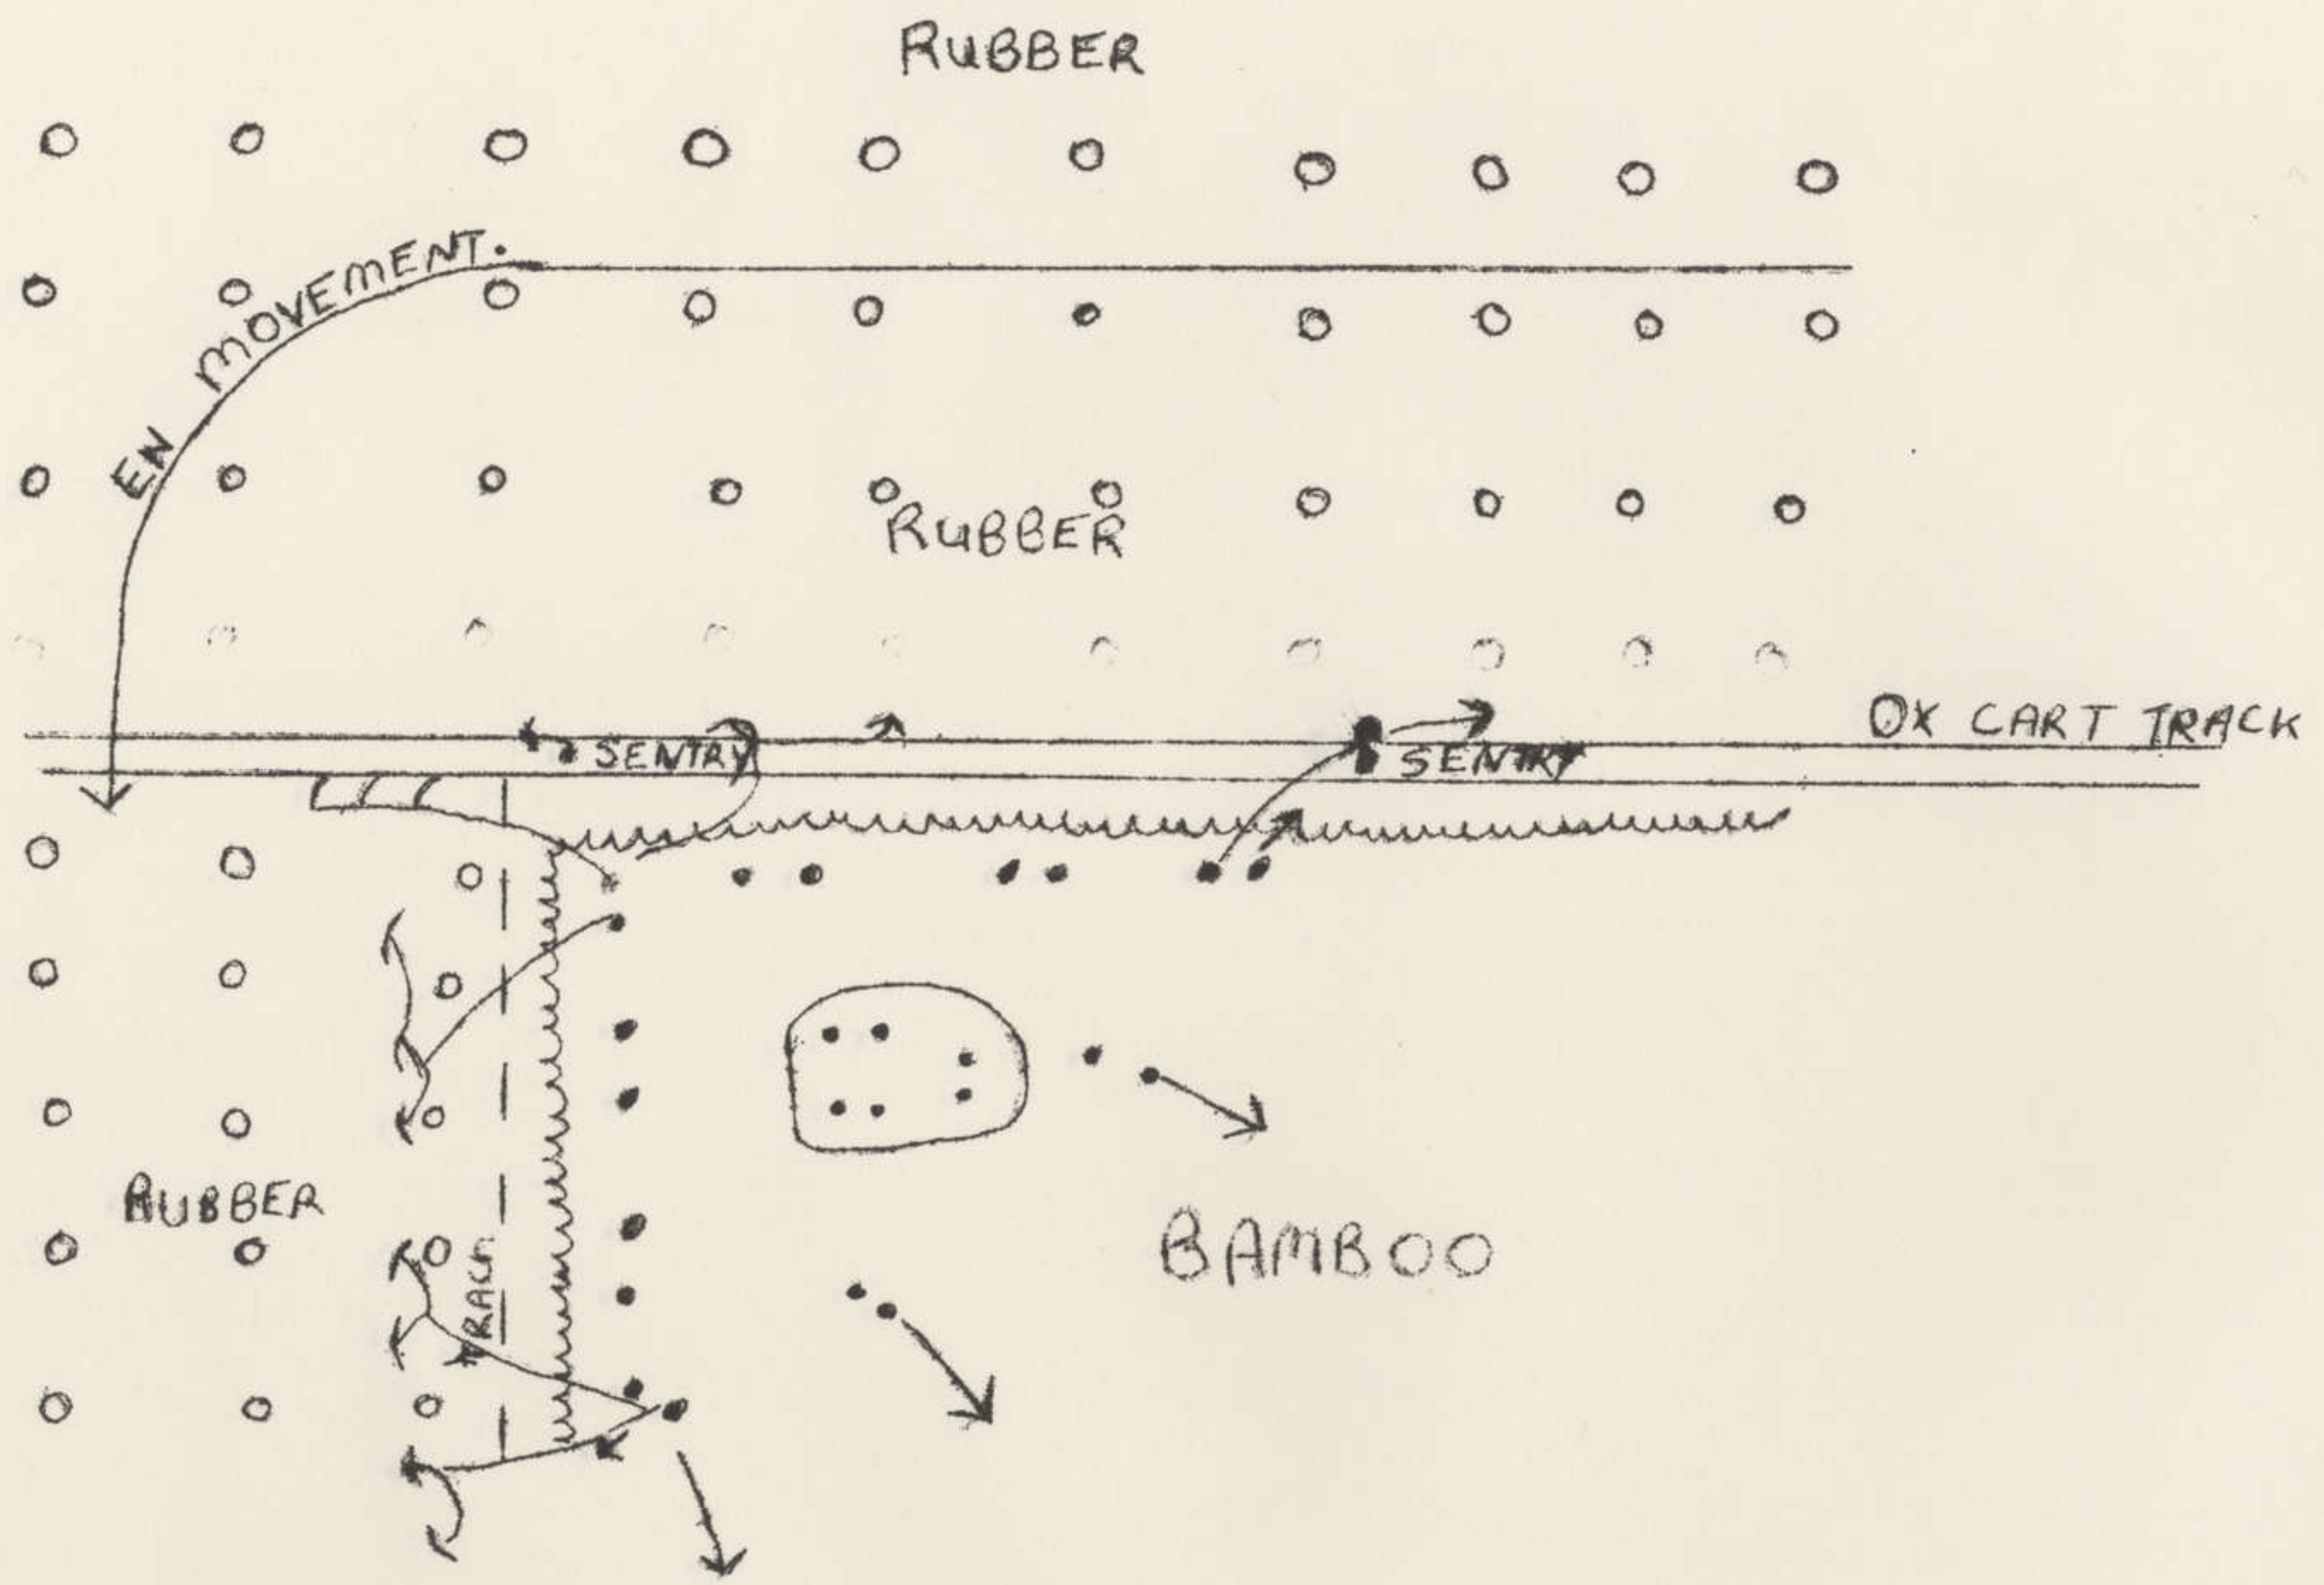 RUBBER
EN MOVEMENT.
RUBBER
OX CART TRACK
SENTRY
SENTRY
RUBBER
TRACK
BAMBOO